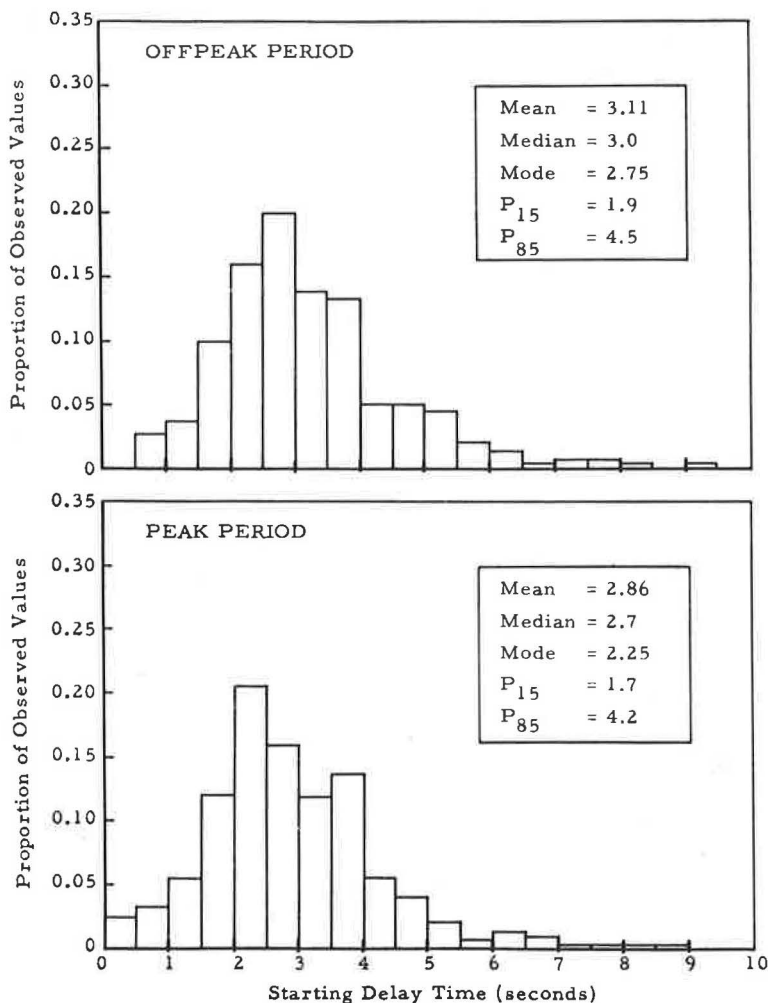 0.35
OFFPEAK PERIOD
0.30
Mean = 3.11
Median = 3.0
Mode = 2.75
P15 = 1.9
P85 = 4.5
0.25
0.20
0.15
0.10
0.05
0
Proportion of Observed Values
0.35
PEAK PERIOD
0.30
Mean = 2.86
Median = 2.7
Mode = 2.25
P15 = 1.7
P85 = 4.2
0.25
0.20
0.15
0.10
0.05
0
Proportion of Observed Values
1 2 3 4 5 6 7 8 9 10
Starting Delay Time (seconds)